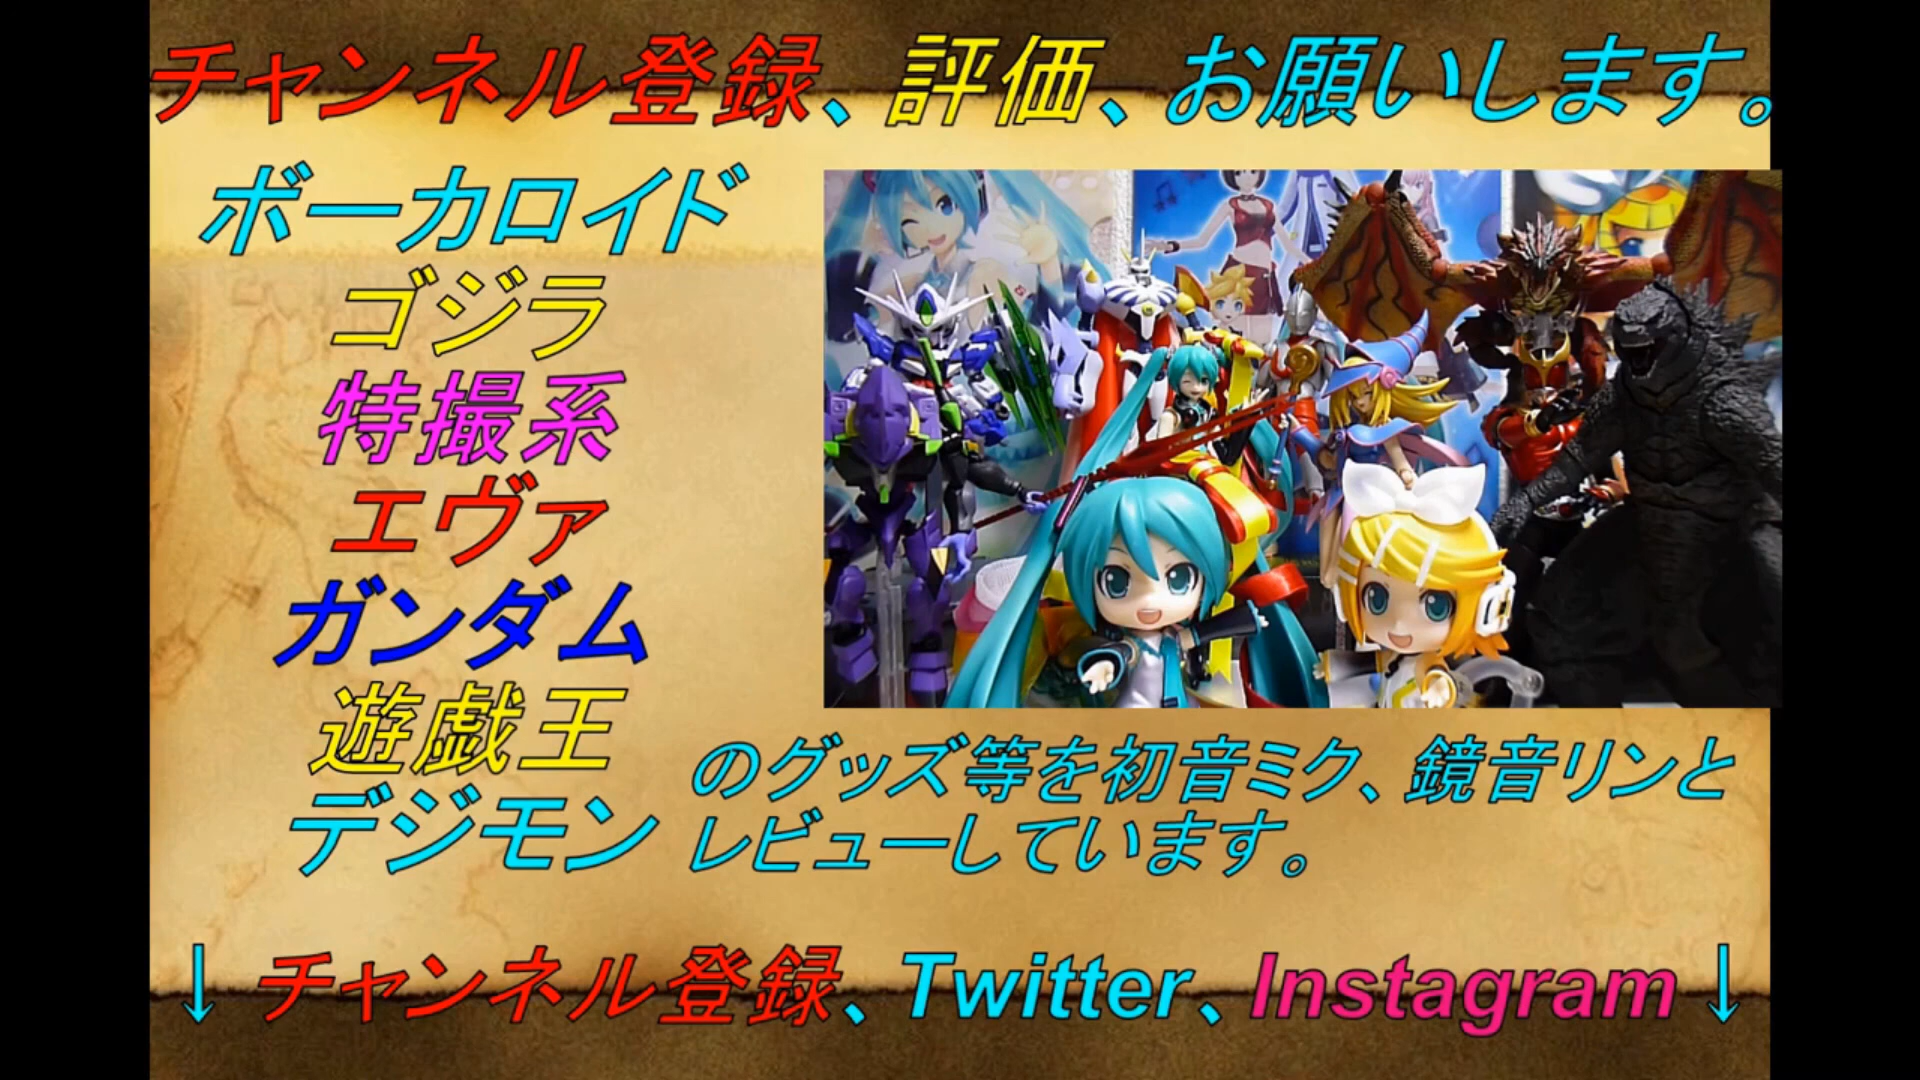 チャンネル登録、評価、お願いします。
ボーカロイド
ゴジラ
特撮系
エヴァ
ガンダム
遊戯王
デジモン
のグッズ等を初音ミク、鏡音リンと
レビューしています。
↓チャンネル登録、Twitter、Instagram↓